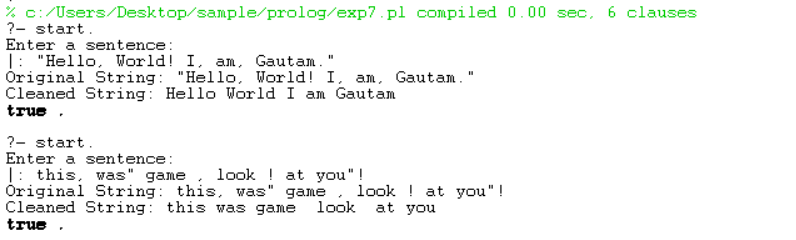 % c:/Users/Desktop/sample/prolog/exp7.pl compiled 0.00 sec, 6 clauses
?- start.
Enter a sentence:
|: "Hello, World! I, am, Gautam."
Original String: "Hello, World! I, am, Gautam."
Cleaned String: Hello World I am Gautam
true .
?- start.
Enter a sentence:
|: this, was" game , look ! at you"!
Original String: this, was" game , look ! at you"!
Cleaned String: this was game  look  at you
true .